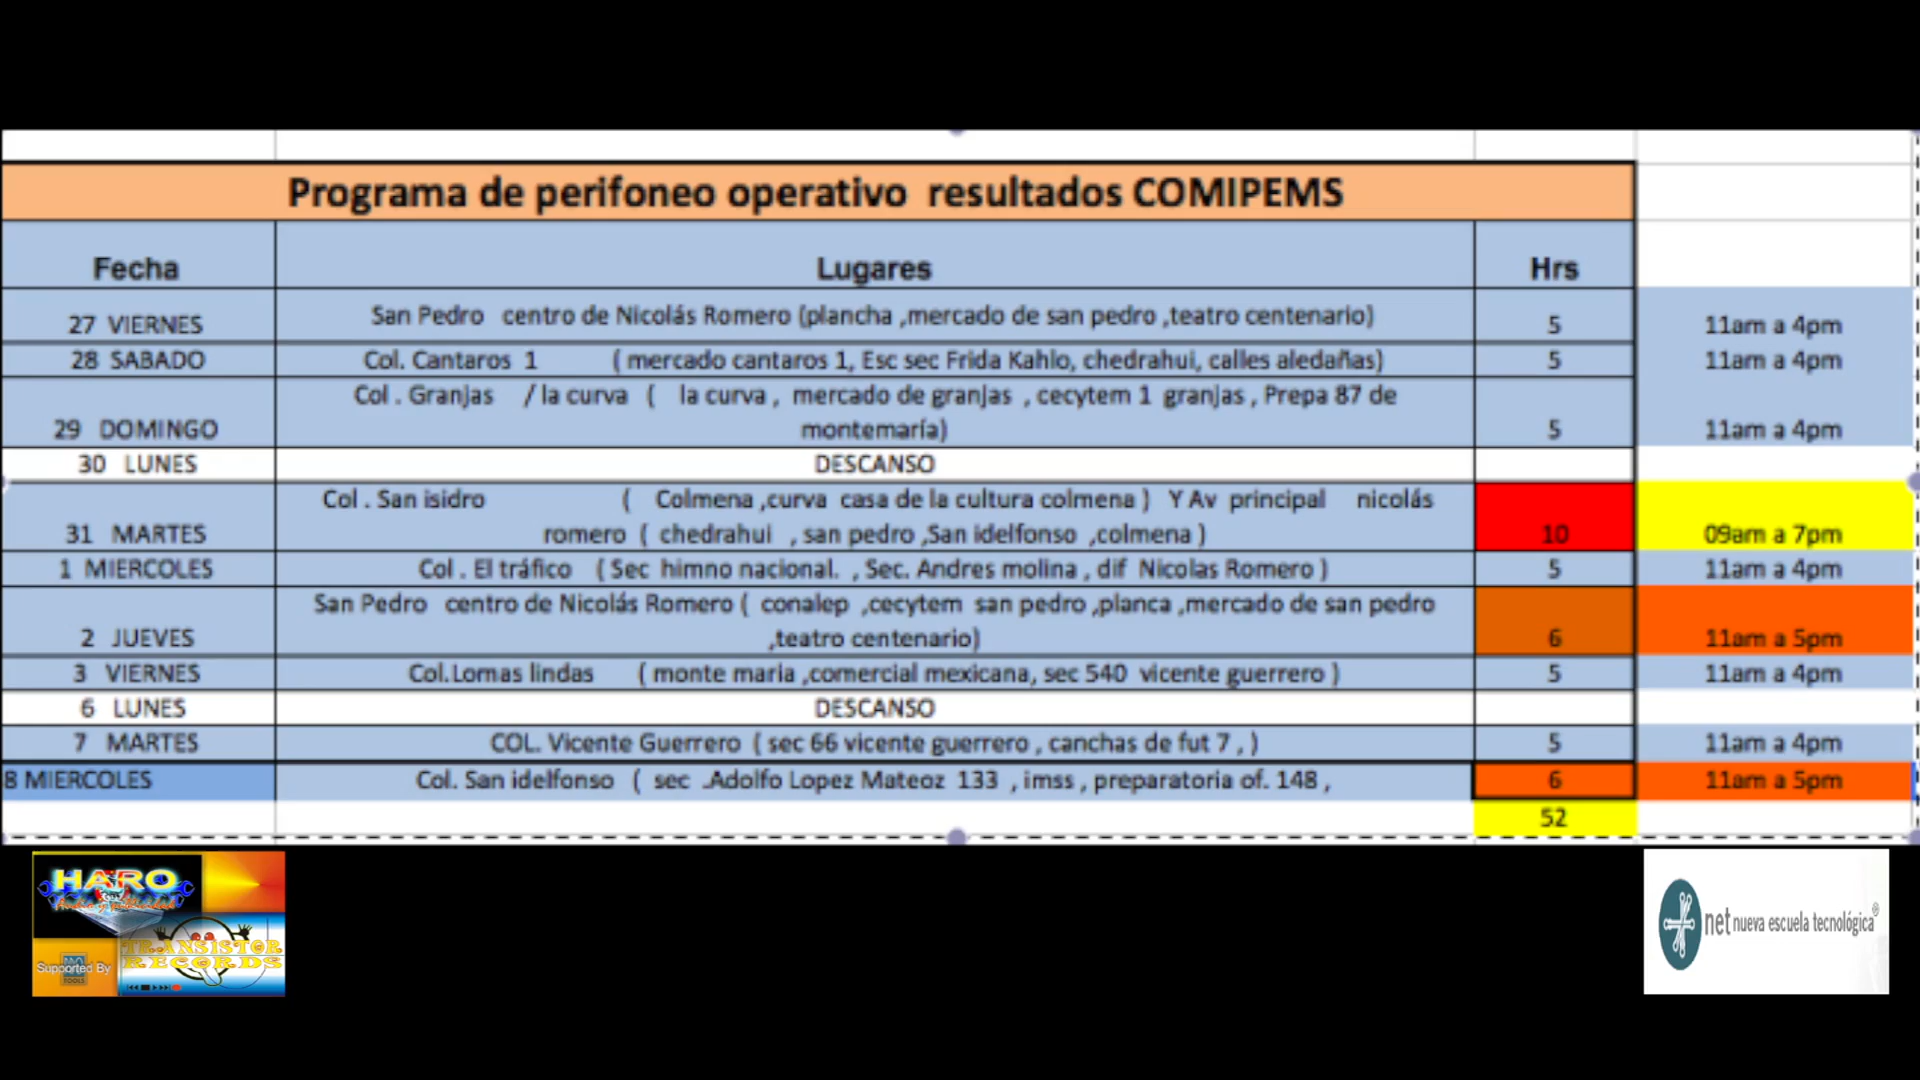 Programa de perifoneo operativo resultados COMIPEMS
Fecha Lugares Hrs
27 VIERNES San Pedro centro de Nicolás Romero (plancha ,mercado de san pedro ,teatro centenario) 5 11am a 4pm
28 SABADO Col. Cantaros 1 ( mercado cantaros 1, Esc sec Frida Kahlo, chedrahui, calles aledañas) 5 11am a 4pm
Col . Granjas / la curva ( la curva , mercado de granjas , cecytem 1 granjas , Prepa 87 de
29 DOMINGO montemaría) 5 11am a 4pm
30 LUNES DESCANSO
Col . San isidro ( Colmena ,curva casa de la cultura colmena ) Y Av principal nicolás
31 MARTES romero ( chedrahui , san pedro ,San idelfonso ,colmena ) 10 09am a 7pm
1 MIERCOLES Col . El tráfico ( Sec himno nacional. , Sec. Andres molina , dif Nicolas Romero ) 5 11am a 4pm
San Pedro centro de Nicolás Romero ( conalep ,cecytem san pedro ,planca ,mercado de san pedro
2 JUEVES ,teatro centenario) 6 11am a 5pm
3 VIERNES Col.Lomas lindas ( monte maria ,comercial mexicana, sec 540 vicente guerrero ) 5 11am a 4pm
6 LUNES DESCANSO
7 MARTES COL. Vicente Guerrero ( sec 66 vicente guerrero , canchas de fut 7 , ) 5 11am a 4pm
8 MIERCOLES Col. San idelfonso ( sec .Adolfo Lopez Mateoz 133 , imss , preparatoria of. 148 , 6 11am a 5pm
52
HARO
Audio y publicidad
TRANSISTOR
RECORDS
Supported By
TOOLS
net nueva escuela tecnológica®